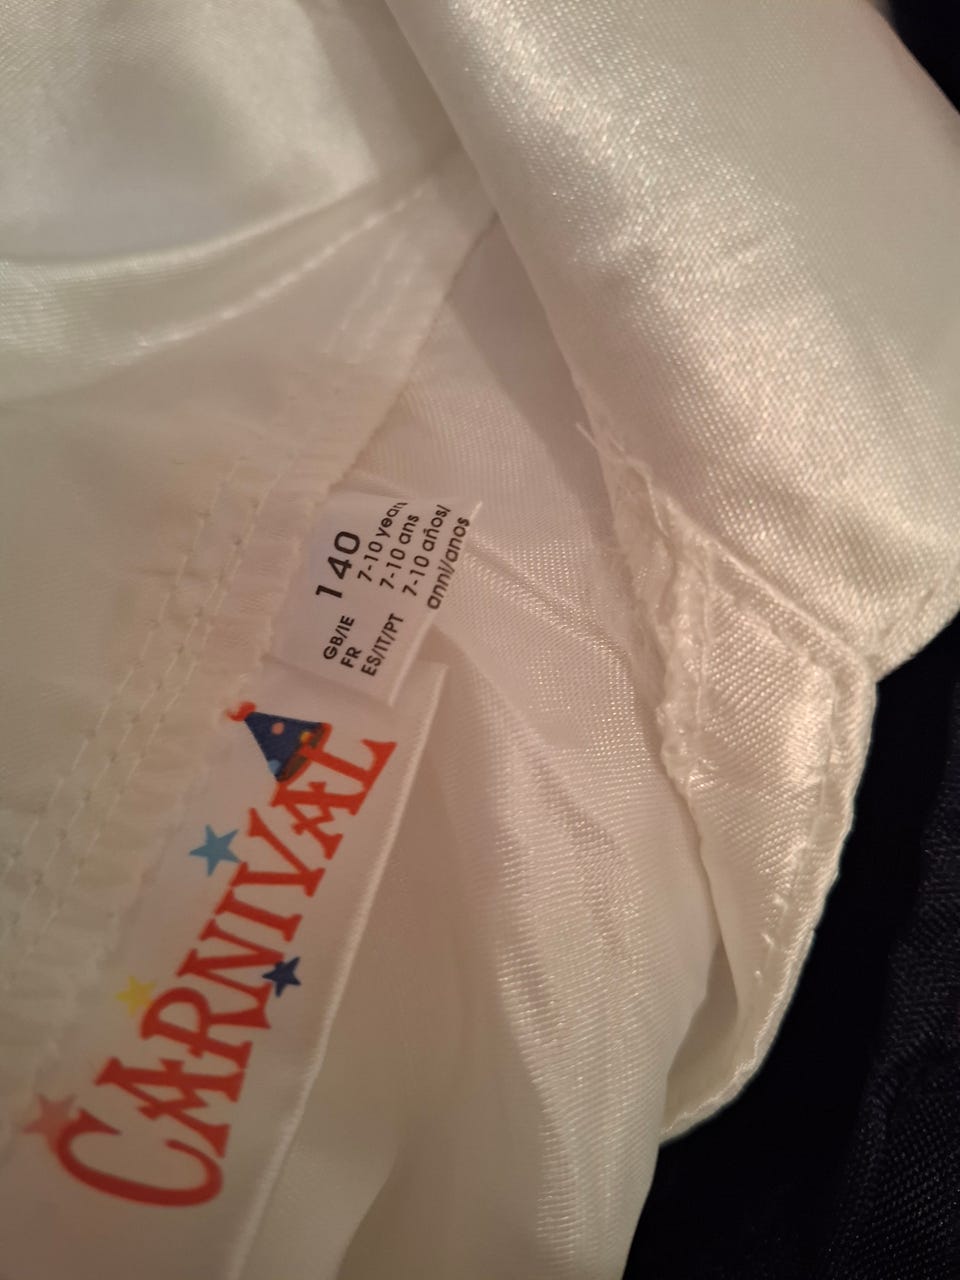 140
GB/IE 7-10 years
FR 7-10 ans
ES/IT/PT 7-10 años/
anni/anos
CARNIVAL